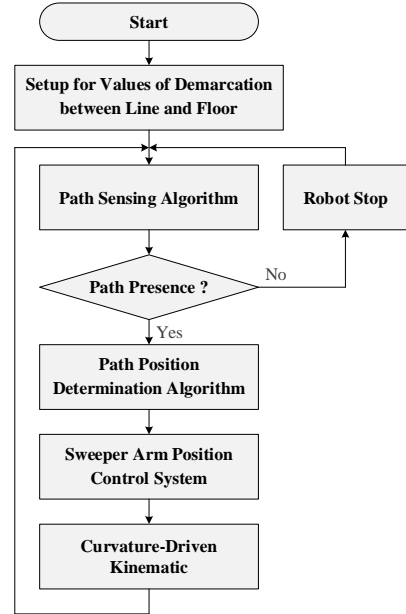 Start
Setup for Values of Demarcation
between Line and Floor
Path Sensing Algorithm
Robot Stop
Path Presence ?
No
Yes
Path Position
Determination Algorithm
Sweeper Arm Position
Control System
Curvature-Driven
Kinematic